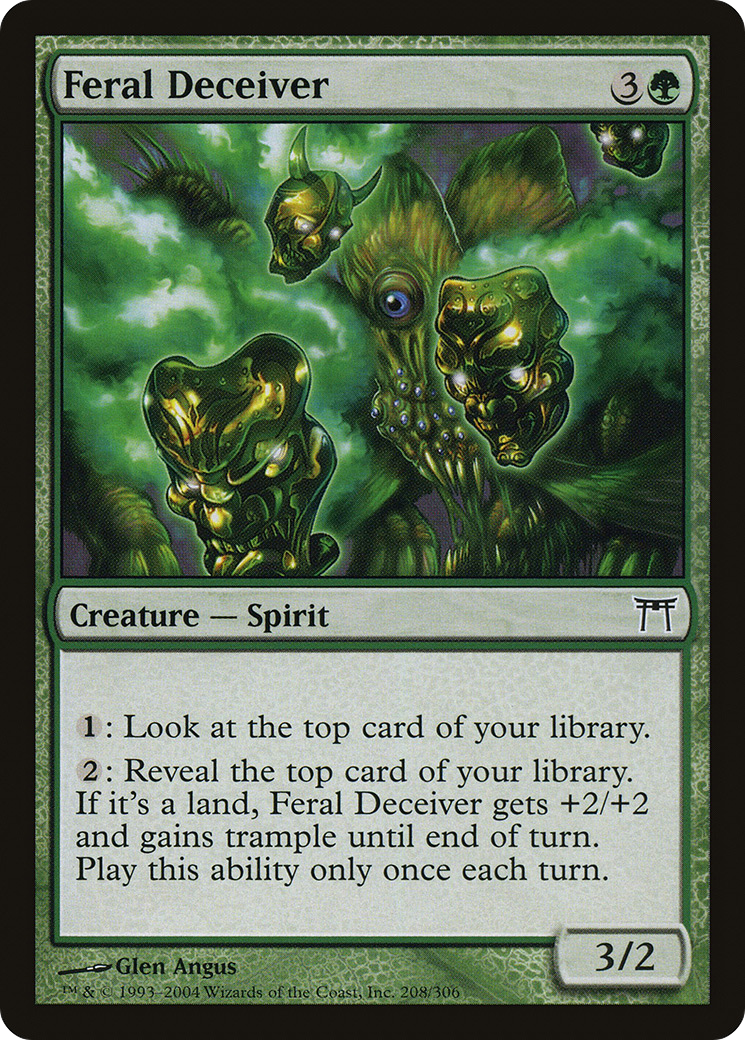 Feral Deceiver 3
Creature — Spirit
1: Look at the top card of your library.
2: Reveal the top card of your library.
If it's a land, Feral Deceiver gets +2/+2
and gains trample until end of turn.
Play this ability only once each turn.
3/2
Glen Angus
™ & © 1993–2004 Wizards of the Coast, Inc. 208/306